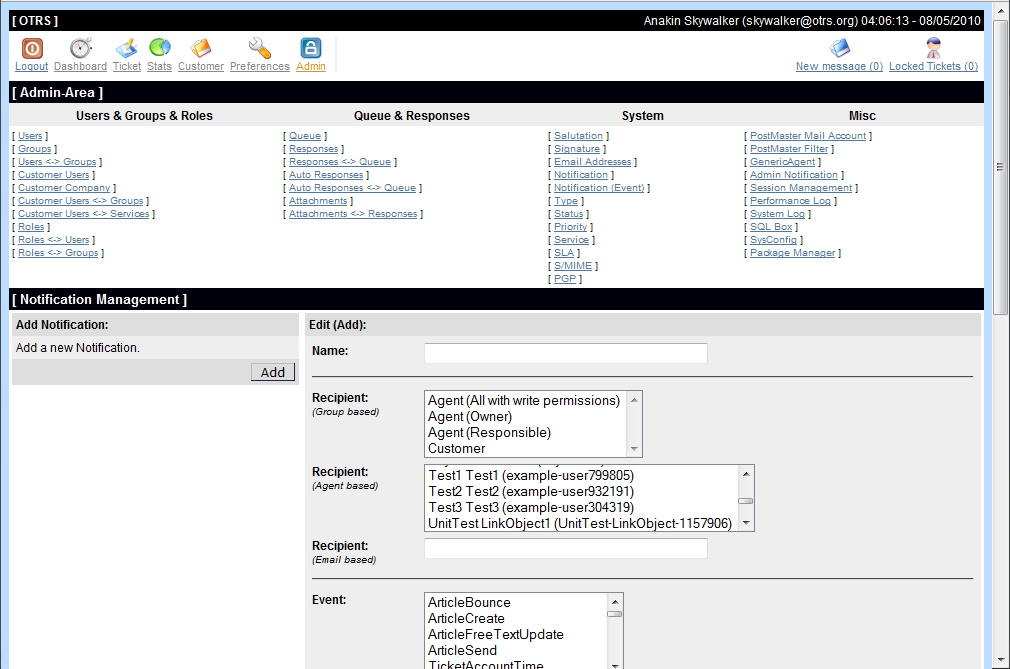 [ OTRS ]
Anakin Skywalker (skywalker@otrs.org) 04:06:13 - 08/05/2010
Logout Dashboard Ticket Stats Customer Preferences Admin
New message (0) Locked Tickets (0)
[ Admin-Area ]
Users & Groups & Roles
[ Users ]
[ Groups ]
[ Users <-> Groups ]
[ Customer Users ]
[ Customer Company ]
[ Customer Users <-> Groups ]
[ Customer Users <-> Services ]
[ Roles ]
[ Roles <-> Users ]
[ Roles <-> Groups ]
Queue & Responses
[ Queue ]
[ Responses ]
[ Responses <-> Queue ]
[ Auto Responses ]
[ Auto Responses <-> Queue ]
[ Attachments ]
[ Attachments <-> Responses ]
System
[ Salutation ]
[ Signature ]
[ Email Addresses ]
[ Notification ]
[ Notification (Event) ]
[ Type ]
[ Status ]
[ Priority ]
[ Service ]
[ SLA ]
[ S/MIME ]
[ PGP ]
Misc
[ PostMaster Mail Account ]
[ PostMaster Filter ]
[ GenericAgent ]
[ Admin Notification ]
[ Session Management ]
[ Performance Log ]
[ System Log ]
[ SQL Box ]
[ SysConfig ]
[ Package Manager ]
[ Notification Management ]
Add Notification:
Add a new Notification.
Add
Edit (Add):
Name:
Recipient:
(Group based)
Agent (All with write permissions)
Agent (Owner)
Agent (Responsible)
Customer
Recipient:
(Agent based)
Test1 Test1 (example-user799805)
Test2 Test2 (example-user932191)
Test3 Test3 (example-user304319)
UnitTest LinkObject1 (UnitTest-LinkObject-1157906)
Recipient:
(Email based)
Event:
ArticleBounce
ArticleCreate
ArticleFreeTextUpdate
ArticleSend
TicketAccountTime